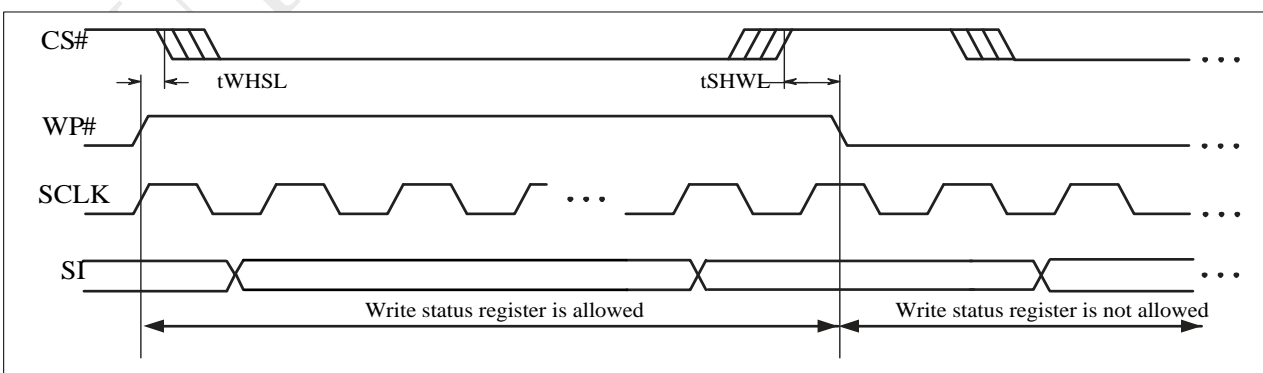 CS#
tWHSL
tSHWL
WP#
SCLK
SI
Write status register is allowed
Write status register is not allowed